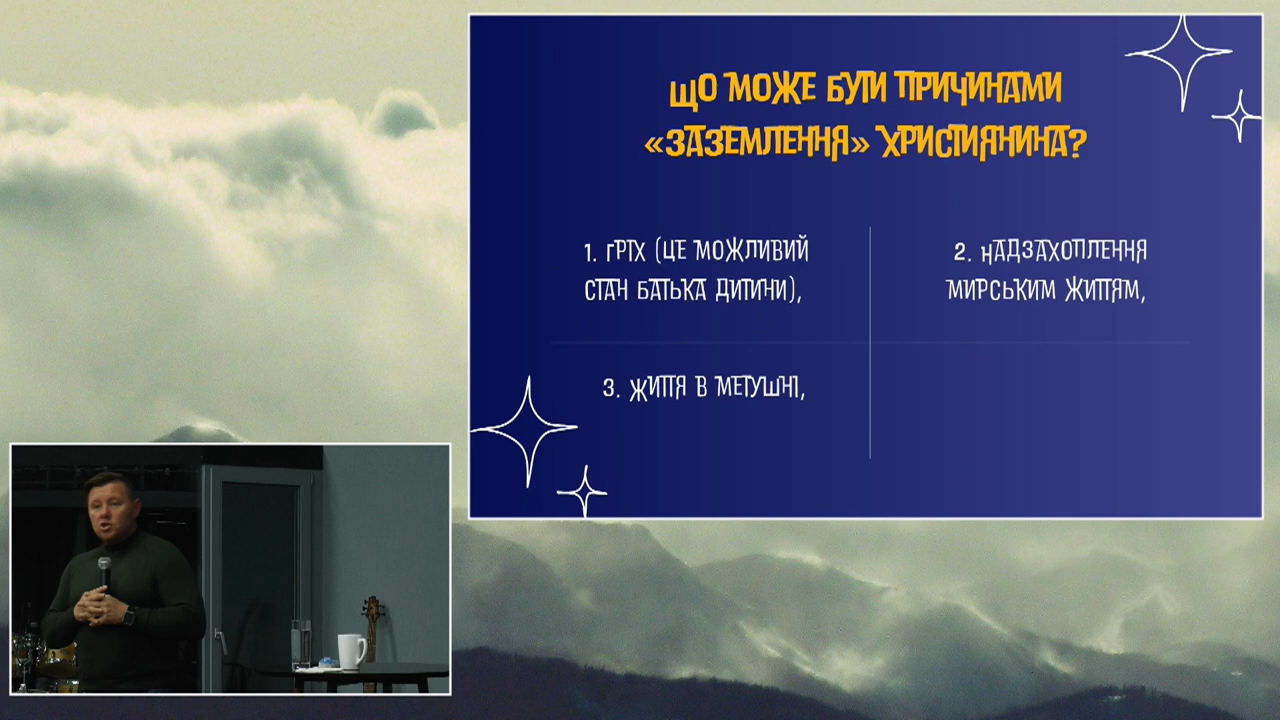 ЩО МОЖЕ БУТИ ПРИЧИНАМИ
«ЗАЗЕМЛЕННЯ» ХРИСТИЯНИНА?
1. ГРІХ (ЦЕ МОЖЛИВИЙ
СТАН БАТЬКА ДИТИНИ),
2. НАДЗАХОПЛЕННЯ
МИРСЬКИМ ЖИТТЯМ,
3. ЖИТТЯ В МЕТУШНІ,